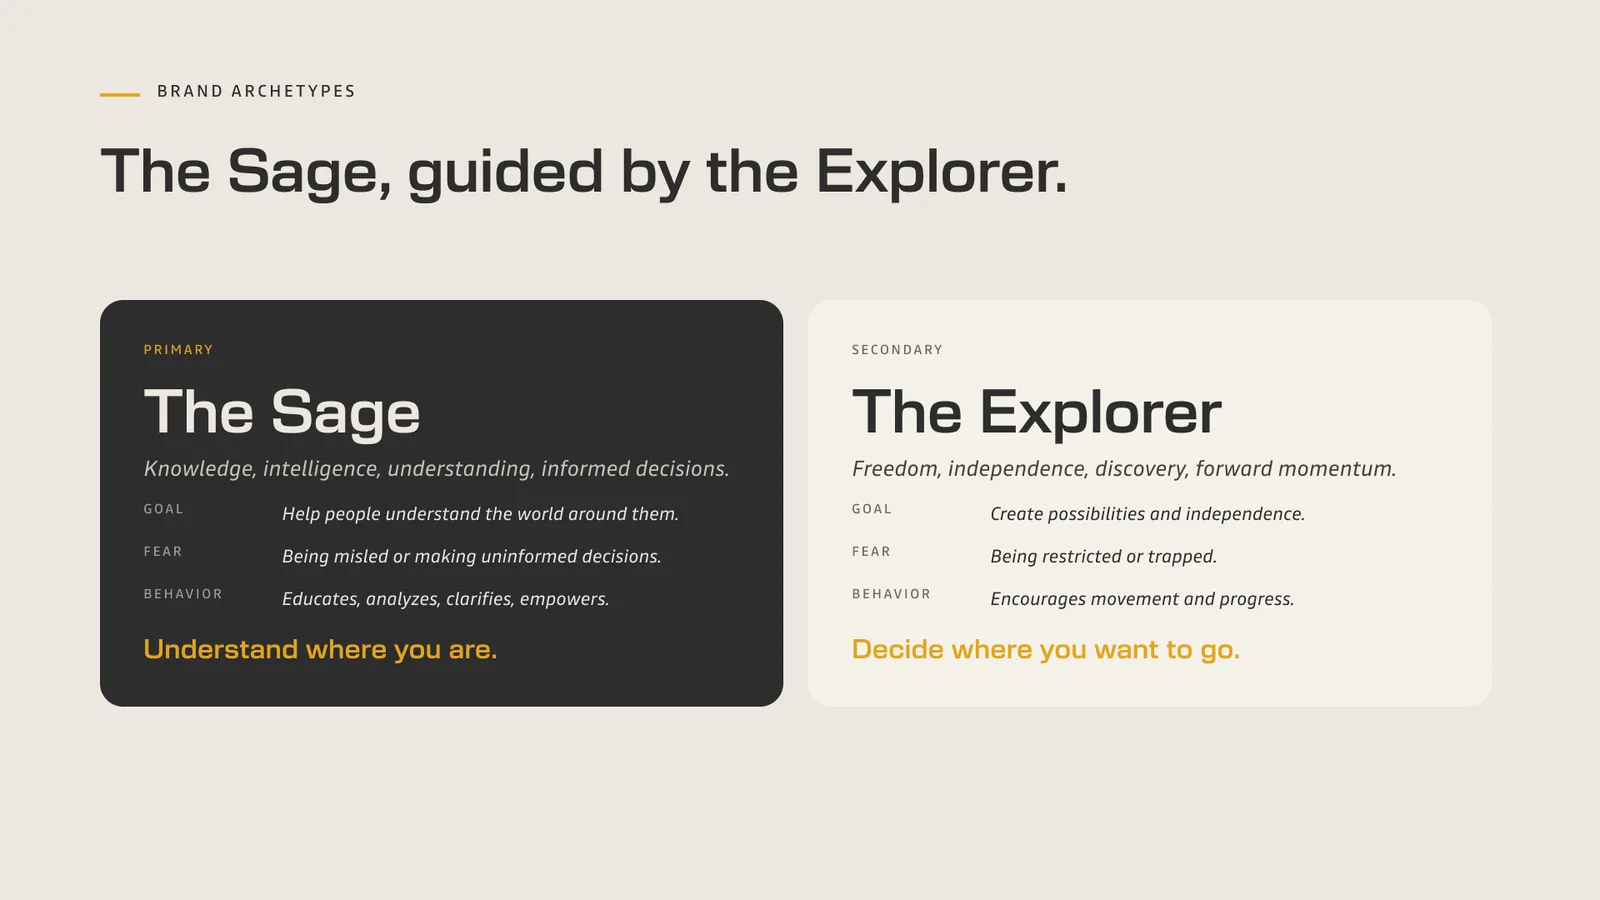 BRAND ARCHETYPES
The Sage, guided by the Explorer.
PRIMARY
The Sage
Knowledge, intelligence, understanding, informed decisions.
GOAL Help people understand the world around them.
FEAR Being misled or making uninformed decisions.
BEHAVIOR Educates, analyzes, clarifies, empowers.
Understand where you are.
SECONDARY
The Explorer
Freedom, independence, discovery, forward momentum.
GOAL Create possibilities and independence.
FEAR Being restricted or trapped.
BEHAVIOR Encourages movement and progress.
Decide where you want to go.